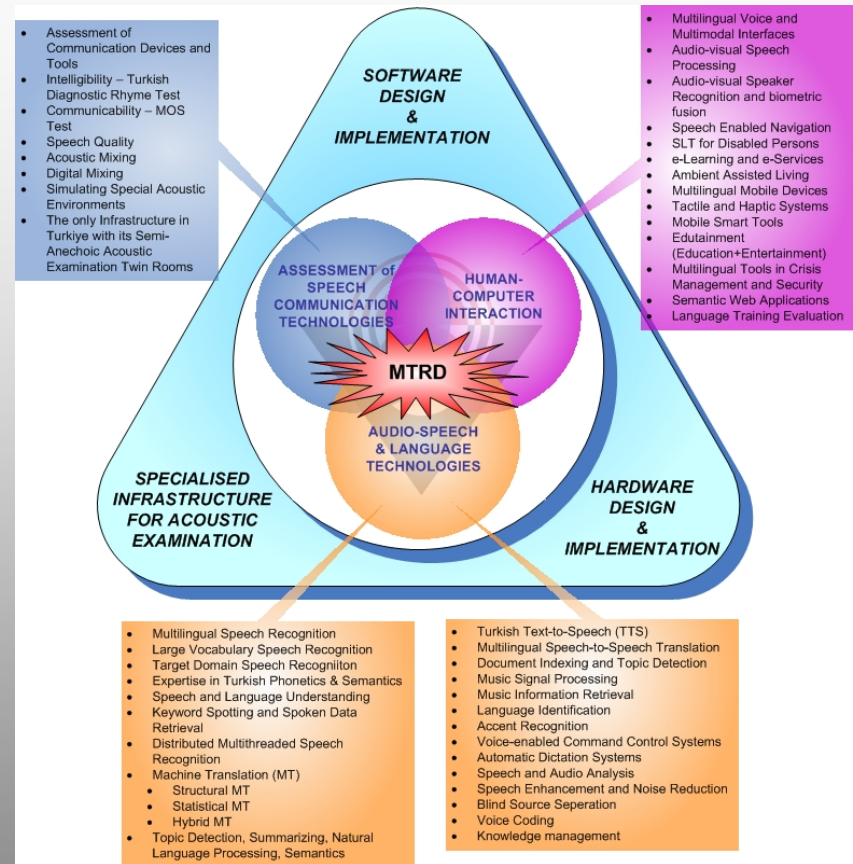 • Assessment of
Communication Devices and
Tools
• Intelligibility – Turkish
Diagnostic Rhyme Test
• Communicability – MOS
Test
• Speech Quality
• Acoustic Mixing
• Digital Mixing
• Simulating Special Acoustic
Environments
• The only Infrastructure in
Turkiye with its Semi-
Anechoic Acoustic
Examination Twin Rooms
SOFTWARE
DESIGN
&
IMPLEMENTATION
• Multilingual Voice and
Multimodal Interfaces
• Audio-visual Speech
Processing
• Audio-visual Speaker
Recognition and biometric
fusion
• Speech Enabled Navigation
• SLT for Disabled Persons
• e-Learning and e-Services
• Ambient Assisted Living
• Multilingual Mobile Devices
• Tactile and Haptic Systems
• Mobile Smart Tools
• Edutainment
(Education+Entertainment)
• Multilingual Tools in Crisis
Management and Security
• Semantic Web Applications
• Language Training Evaluation
ASSESSMENT of
SPEECH
COMMUNICATION
TECHNOLOGIES
HUMAN-
COMPUTER
INTERACTION
MTRD
AUDIO-SPEECH
& LANGUAGE
TECHNOLOGIES
SPECIALISED
INFRASTRUCTURE
FOR ACOUSTIC
EXAMINATION
HARDWARE
DESIGN
&
IMPLEMENTATION
• Multilingual Speech Recognition
• Large Vocabulary Speech Recognition
• Target Domain Speech Recogniiton
• Expertise in Turkish Phonetics & Semantics
• Speech and Language Understanding
• Keyword Spotting and Spoken Data
Retrieval
• Distributed Multithreaded Speech
Recognition
• Machine Translation (MT)
• Structural MT
• Statistical MT
• Hybrid MT
• Topic Detection, Summarizing, Natural
Language Processing, Semantics
• Turkish Text-to-Speech (TTS)
• Multilingual Speech-to-Speech Translation
• Document Indexing and Topic Detection
• Music Signal Processing
• Music Information Retrieval
• Language Identification
• Accent Recognition
• Voice-enabled Command Control Systems
• Automatic Dictation Systems
• Speech and Audio Analysis
• Speech Enhancement and Noise Reduction
• Blind Source Seperation
• Voice Coding
• Knowledge management